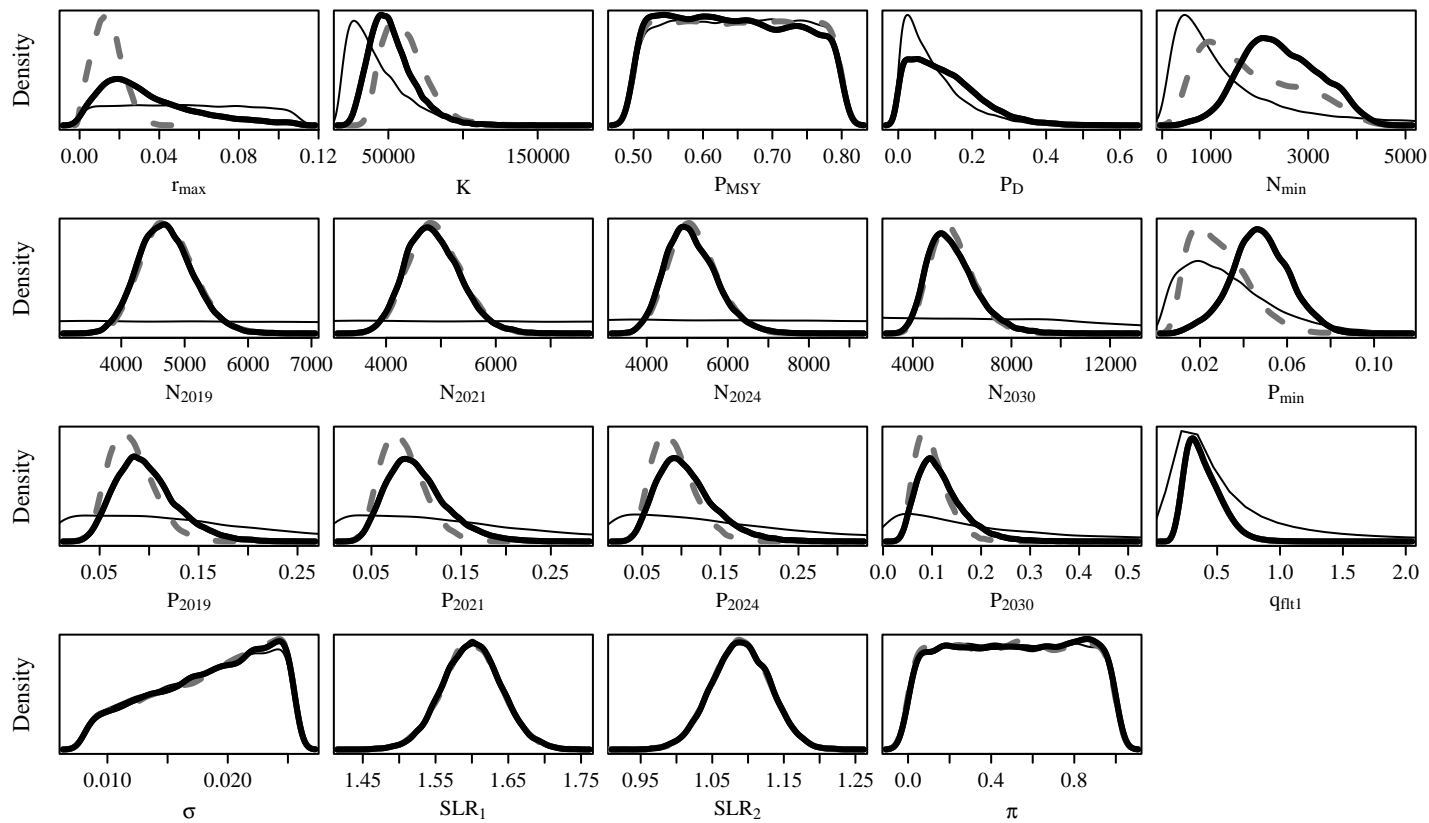 Density
0.00 0.04 0.08 0.12
r_max
50000 150000
K
0.50 0.60 0.70 0.80
P_MSY
0.0 0.2 0.4 0.6
P_D
0 1000 3000 5000
N_min
Density
4000 5000 6000 7000
N_2019
4000 6000
N_2021
4000 6000 8000
N_2024
4000 8000 12000
N_2030
0.02 0.06 0.10
P_min
Density
0.05 0.15 0.25
P_2019
0.05 0.15 0.25
P_2021
0.05 0.15 0.25
P_2024
0.0 0.1 0.2 0.3 0.4 0.5
P_2030
0.5 1.0 1.5 2.0
q_flt1
Density
0.010 0.020
σ
1.45 1.55 1.65 1.75
SLR_1
0.95 1.05 1.15 1.25
SLR_2
0.0 0.4 0.8
π